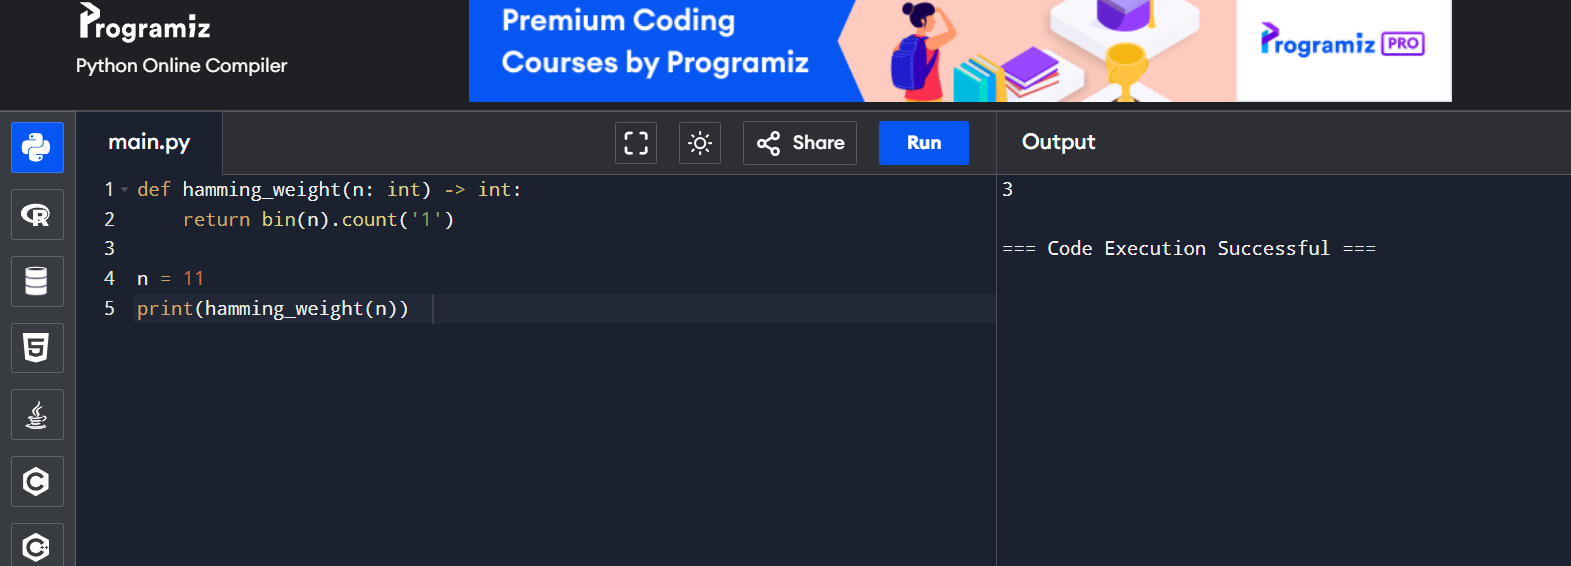 Programiz
Python Online Compiler
Premium Coding
Courses by Programiz
Programiz PRO
main.py
Share
Run
Output
1 def hamming_weight(n: int) -> int:
2     return bin(n).count('1')
3
4 n = 11
5 print(hamming_weight(n))
3
=== Code Execution Successful ===
R
5
C
C++